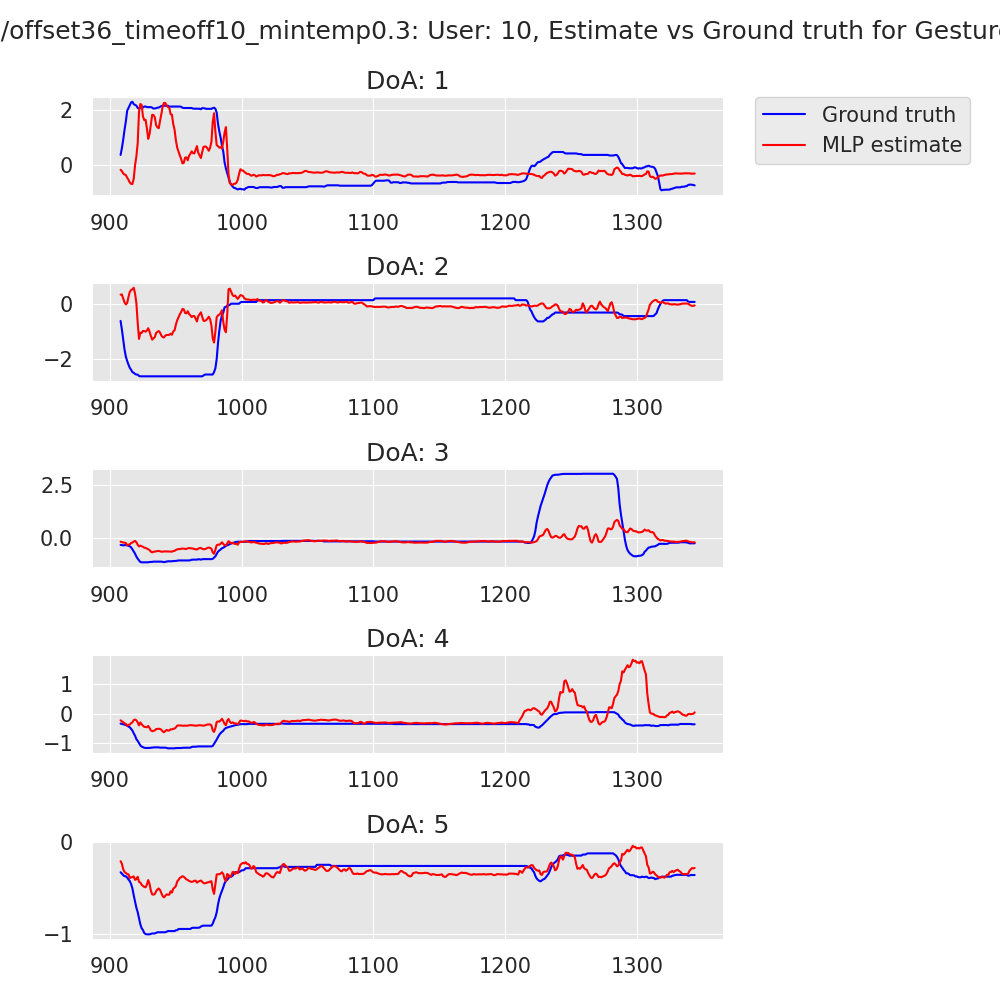 /offset36_timeoff10_mintemp0.3: User: 10, Estimate vs Ground truth for Gesture
DoA: 1
Ground truth
MLP estimate
2
0
900 1000 1100 1200 1300
DoA: 2
0
−2
900 1000 1100 1200 1300
DoA: 3
2.5
0.0
900 1000 1100 1200 1300
DoA: 4
1
0
−1
900 1000 1100 1200 1300
DoA: 5
0
−1
900 1000 1100 1200 1300